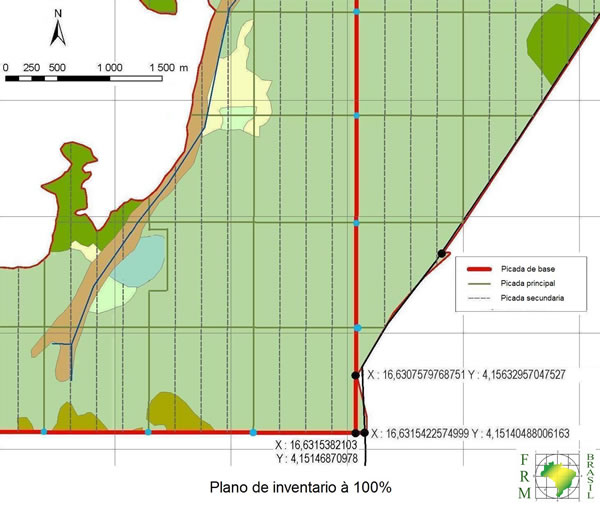 N
0 250 500 1 000 1 500 m
Picada de base
Picada principal
Picada secundaria
X : 16,6307579768751 Y : 4,15632957047527
X : 16,6315422574999 Y : 4,15140488006163
X : 16,6315382103
Y : 4,15146870978
Plano de inventario à 100%
F
R
M
BRASIL